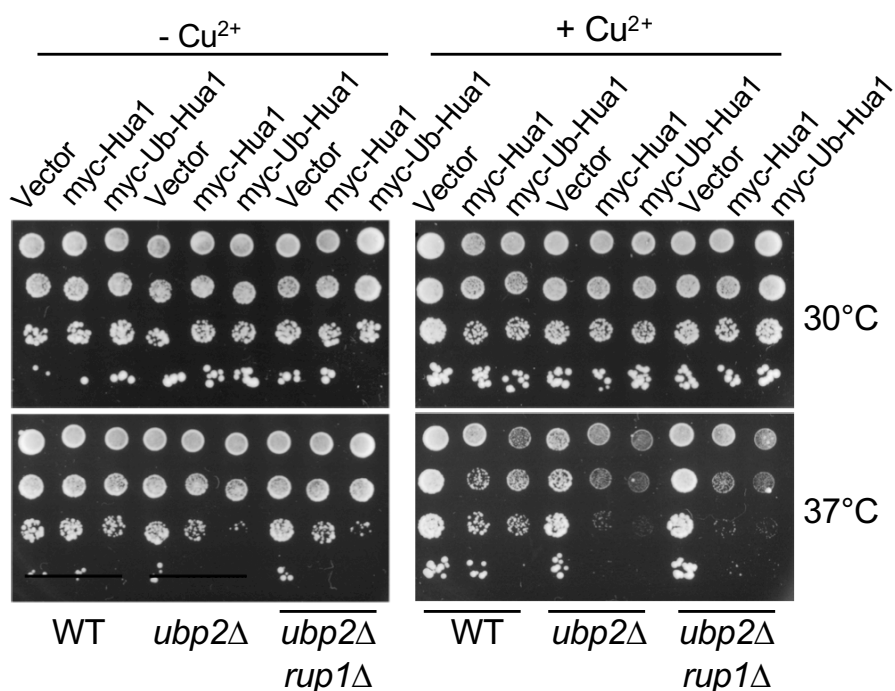 - Cu²⁺
+ Cu²⁺
Vector
myc-Hua1
myc-Ub-Hua1
Vector
myc-Hua1
myc-Ub-Hua1
Vector
myc-Hua1
myc-Ub-Hua1
Vector
myc-Hua1
myc-Ub-Hua1
Vector
myc-Hua1
myc-Ub-Hua1
Vector
myc-Hua1
myc-Ub-Hua1
30°C
37°C
WT
ubp2Δ
ubp2Δ
rup1Δ
WT
ubp2Δ
ubp2Δ
rup1Δ